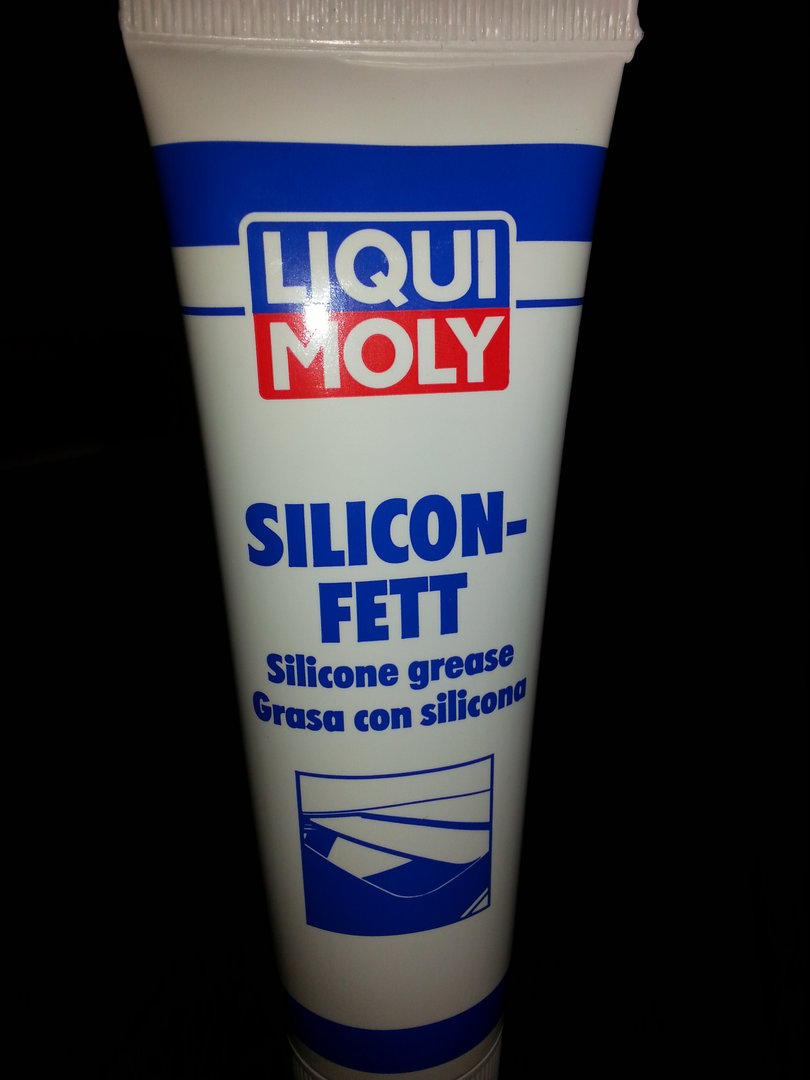 LIQUI
MOLY
SILICON-
FETT
Silicone grease
Grasa con silicona